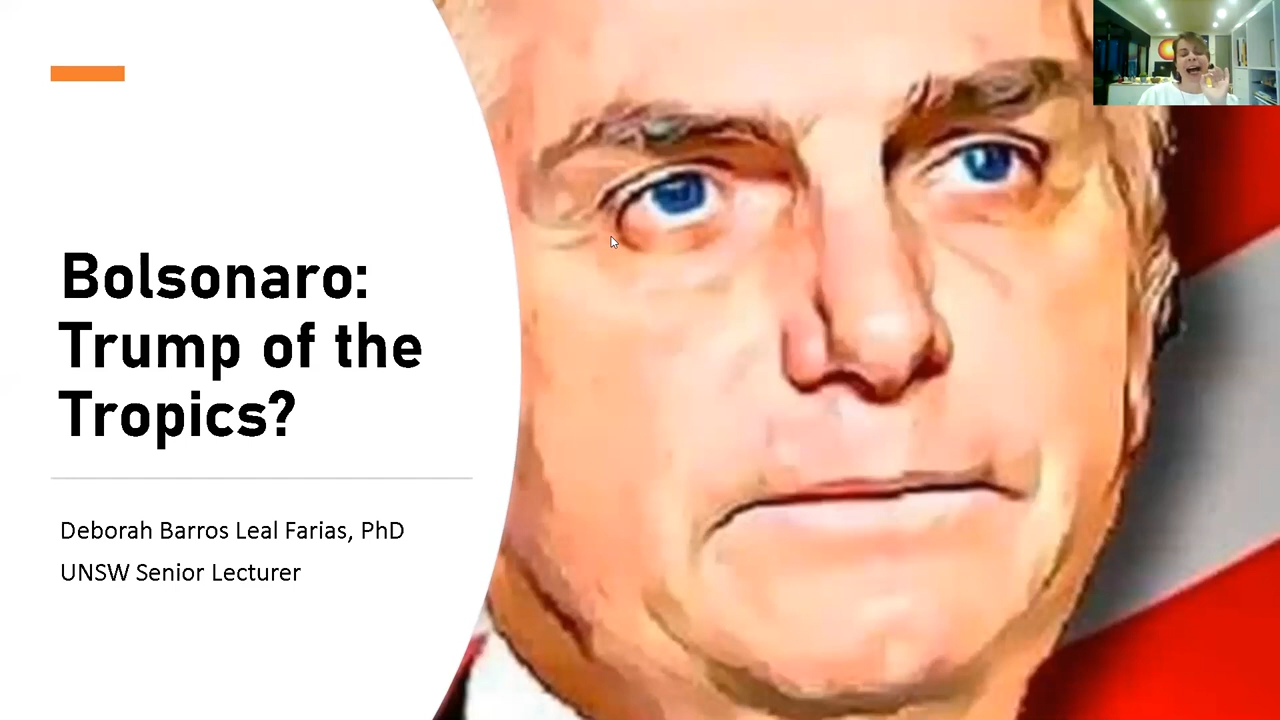 Bolsonaro:
Trump of the
Tropics?
Deborah Barros Leal Farias, PhD
UNSW Senior Lecturer